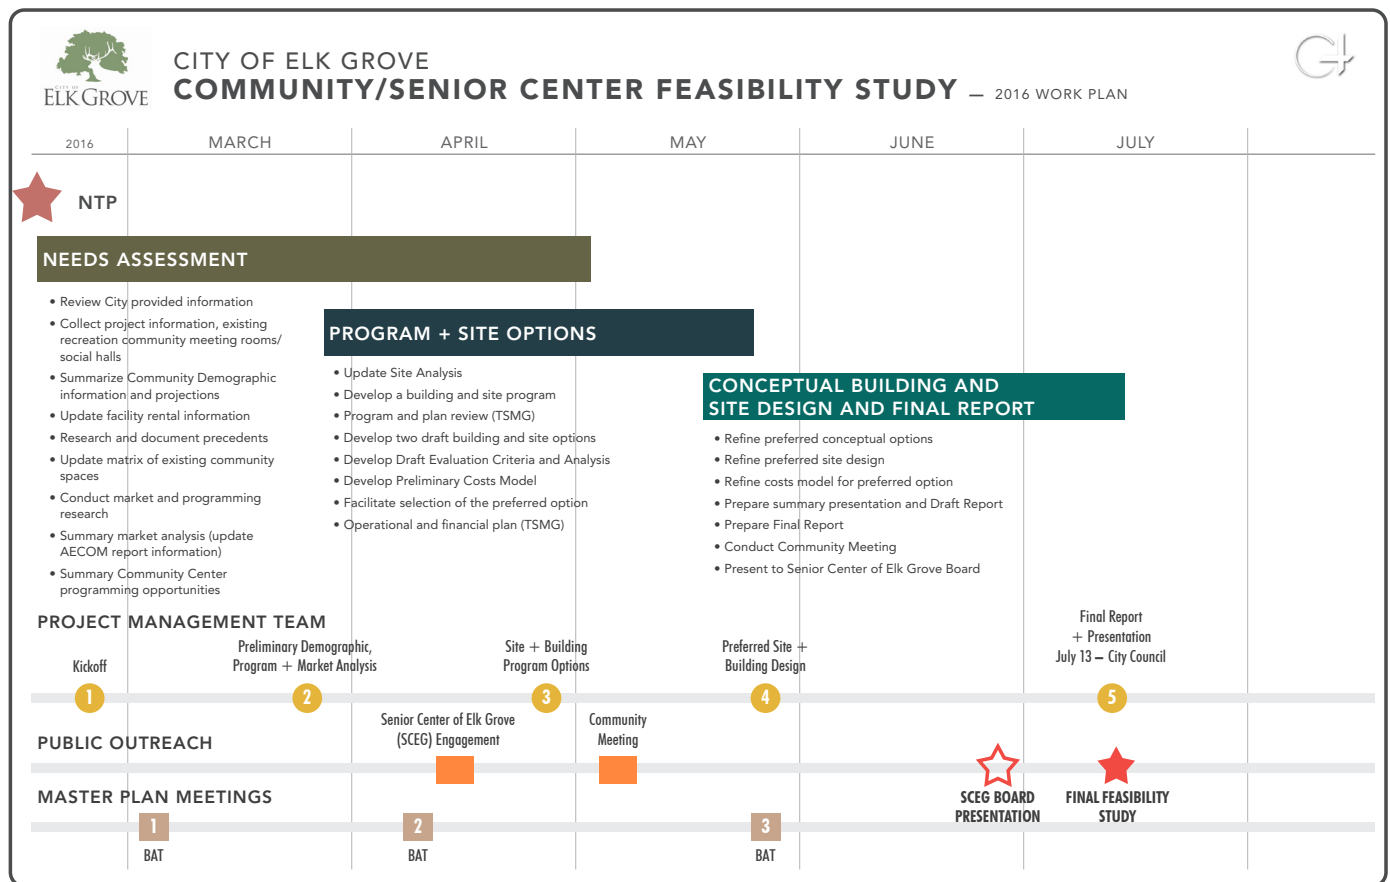 CITY OF
ELK GROVE
CITY OF ELK GROVE
COMMUNITY/SENIOR CENTER FEASIBILITY STUDY — 2016 WORK PLAN
2016 MARCH APRIL MAY JUNE JULY
NTP
NEEDS ASSESSMENT
• Review City provided information
• Collect project information, existing
recreation community meeting rooms/
social halls
• Summarize Community Demographic
information and projections
• Update facility rental information
• Research and document precedents
• Update matrix of existing community
spaces
• Conduct market and programming
research
• Summary market analysis (update
AECOM report information)
• Summary Community Center
programming opportunities
PROGRAM + SITE OPTIONS
• Update Site Analysis
• Develop a building and site program
• Program and plan review (TSMG)
• Develop two draft building and site options
• Develop Draft Evaluation Criteria and Analysis
• Develop Preliminary Costs Model
• Facilitate selection of the preferred option
• Operational and financial plan (TSMG)
CONCEPTUAL BUILDING AND
SITE DESIGN AND FINAL REPORT
• Refine preferred conceptual options
• Refine preferred site design
• Refine costs model for preferred option
• Prepare summary presentation and Draft Report
• Prepare Final Report
• Conduct Community Meeting
• Present to Senior Center of Elk Grove Board
PROJECT MANAGEMENT TEAM
Kickoff
1
Preliminary Demographic,
Program + Market Analysis
2
Site + Building
Program Options
3
Preferred Site +
Building Design
4
Final Report
+ Presentation
July 13 – City Council
5
PUBLIC OUTREACH
Senior Center of Elk Grove
(SCEG) Engagement
Community
Meeting
SCEG BOARD
PRESENTATION
FINAL FEASIBILITY
STUDY
MASTER PLAN MEETINGS
1
BAT
2
BAT
3
BAT